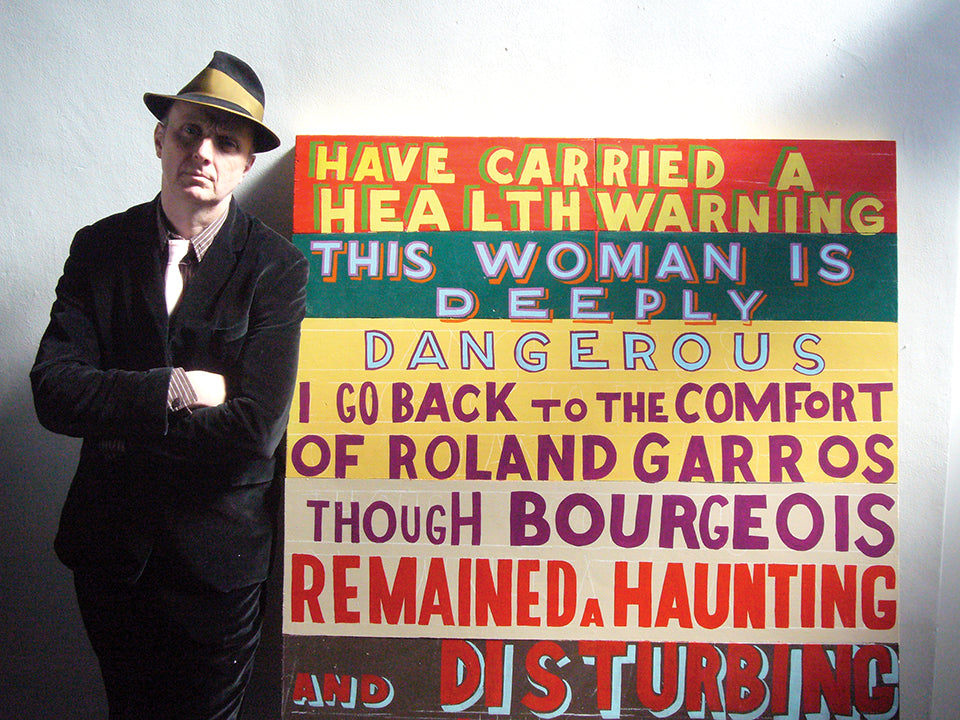 HAVE CARRIED A
HEALTH WARNING
THIS WOMAN IS
DEEPLY
DANGEROUS
I GO BACK TO THE COMFORT
OF ROLAND GARROS
THOUGH BOURGEOIS
REMAINED A HAUNTING
AND DISTURBING